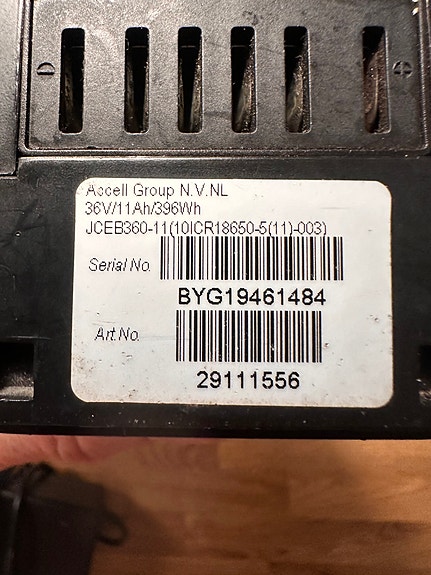 Accell Group N.V.NL
36V/11Ah/396Wh
JCEB360-11(10ICR18650-5(11)-003)
Serial No.
BYG19461484
Art.No.
29111556